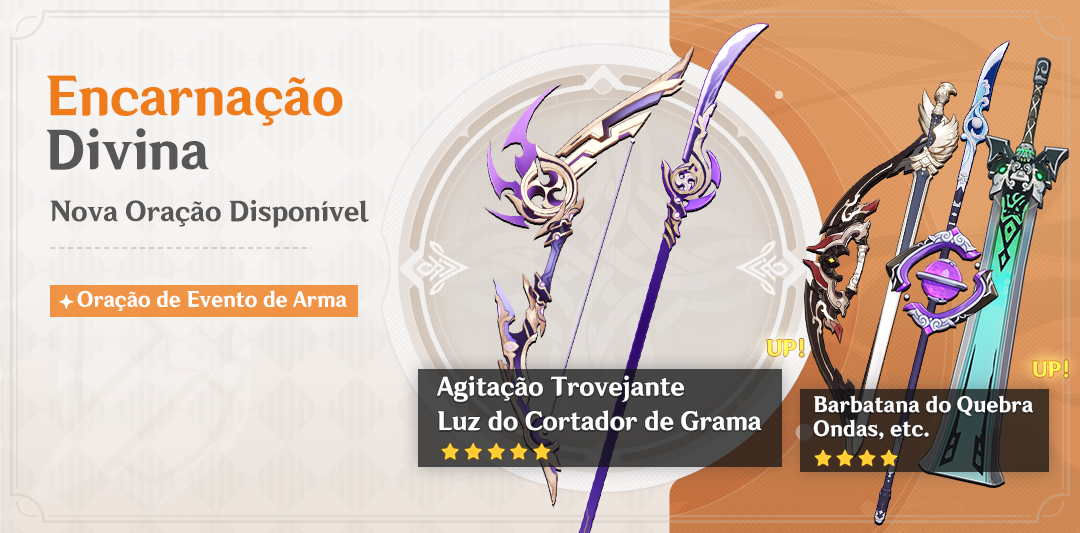 Encarnação
Divina
Nova Oração Disponível
Oração de Evento de Arma
UP!
Agitação Trovejante
Luz do Cortador de Grama
UP!
Barbatana do Quebra
Ondas, etc.